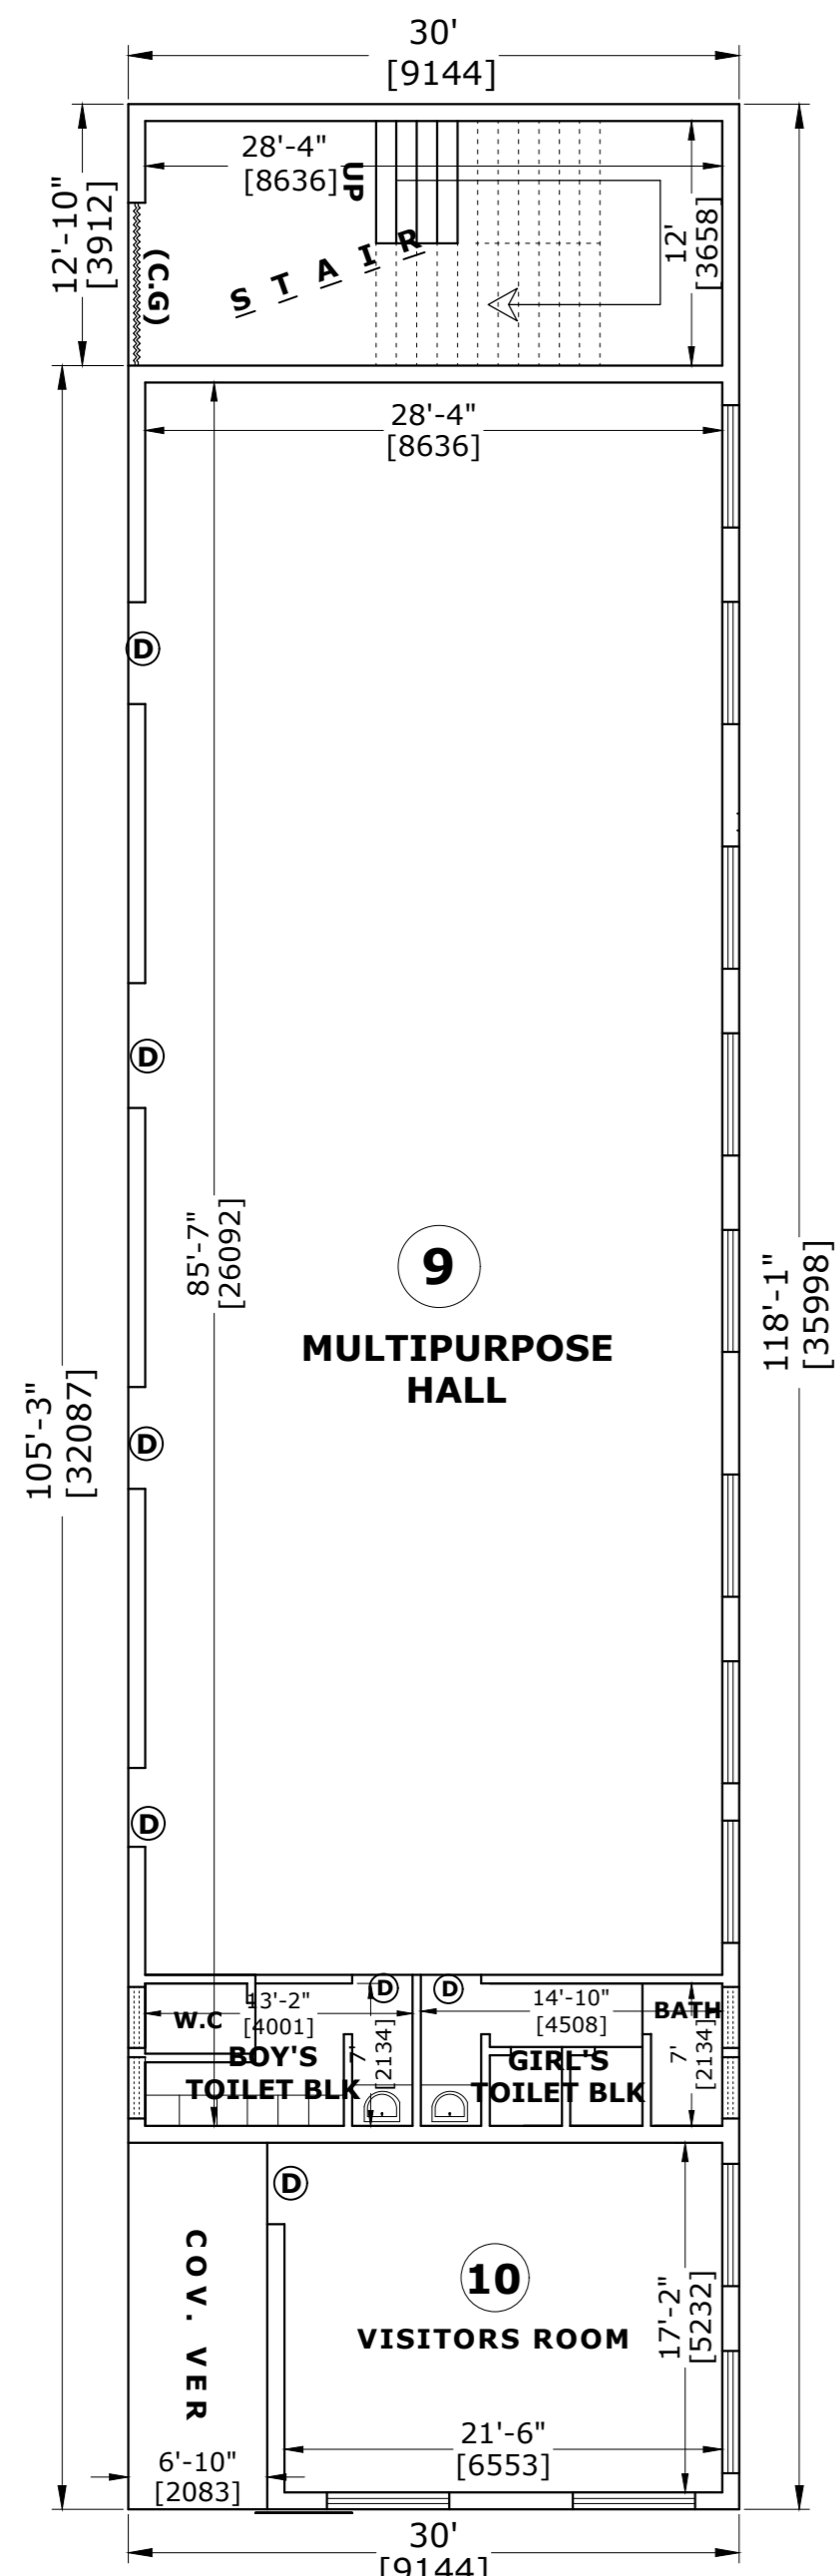 30'
[9144]
28'-4"
[8636]
UP
12'-10"
[3912]
12'
[3658]
(C.G)
STAIR
28'-4"
[8636]
D
D
85'-7"
[26092]
9
MULTIPURPOSE
HALL
118'-1"
[35998]
105'-3"
[32087]
D
D
D
D
13'-2"
[4001]
14'-10"
[4508]
W.C
BATH
7'
[2134]
7'
[2134]
BOY'S
TOILET BLK
GIRL'S
TOILET BLK
D
COV. VER
10
VISITORS ROOM
17'-2"
[5232]
21'-6"
[6553]
6'-10"
[2083]
30'
[9144]